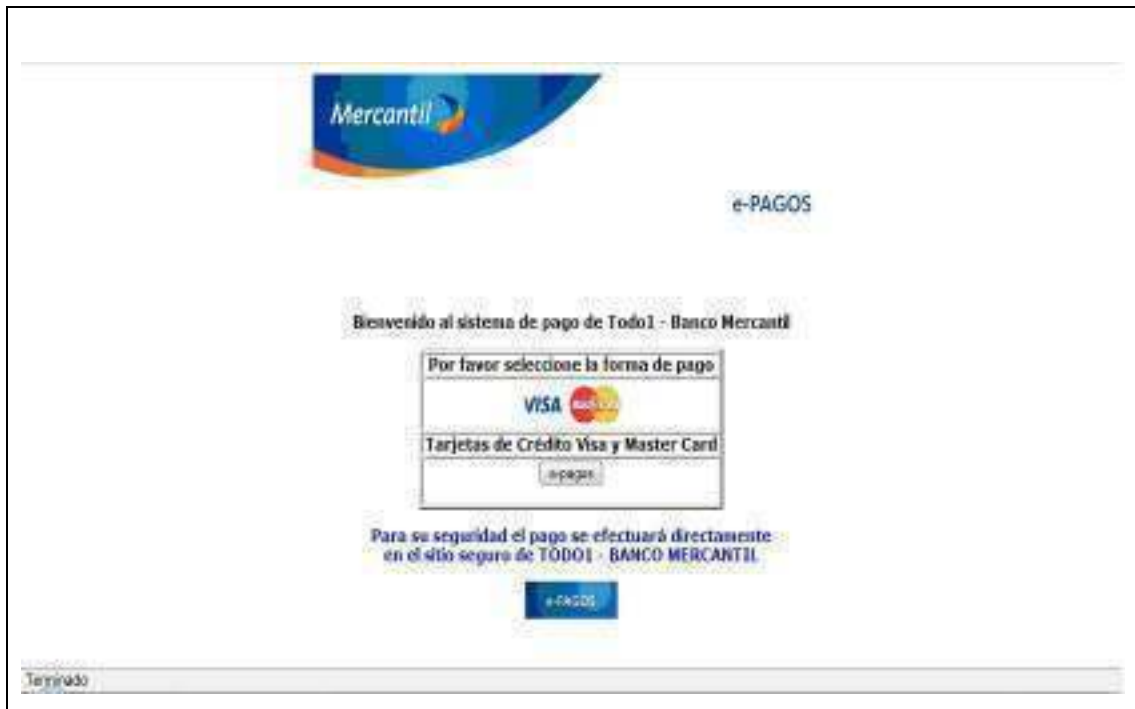 Mercantil
e-PAGOS
Bienvenido al sistema de pago de Todo1 - Banco Mercantil
Por favor seleccione la forma de pago
VISA MasterCard
Tarjetas de Crédito Visa y Master Card
e-pagos
Para su seguridad el pago se efectuará directamente
en el sitio seguro de TODO1 - BANCO MERCANTIL
e-PAGOS
Terminado